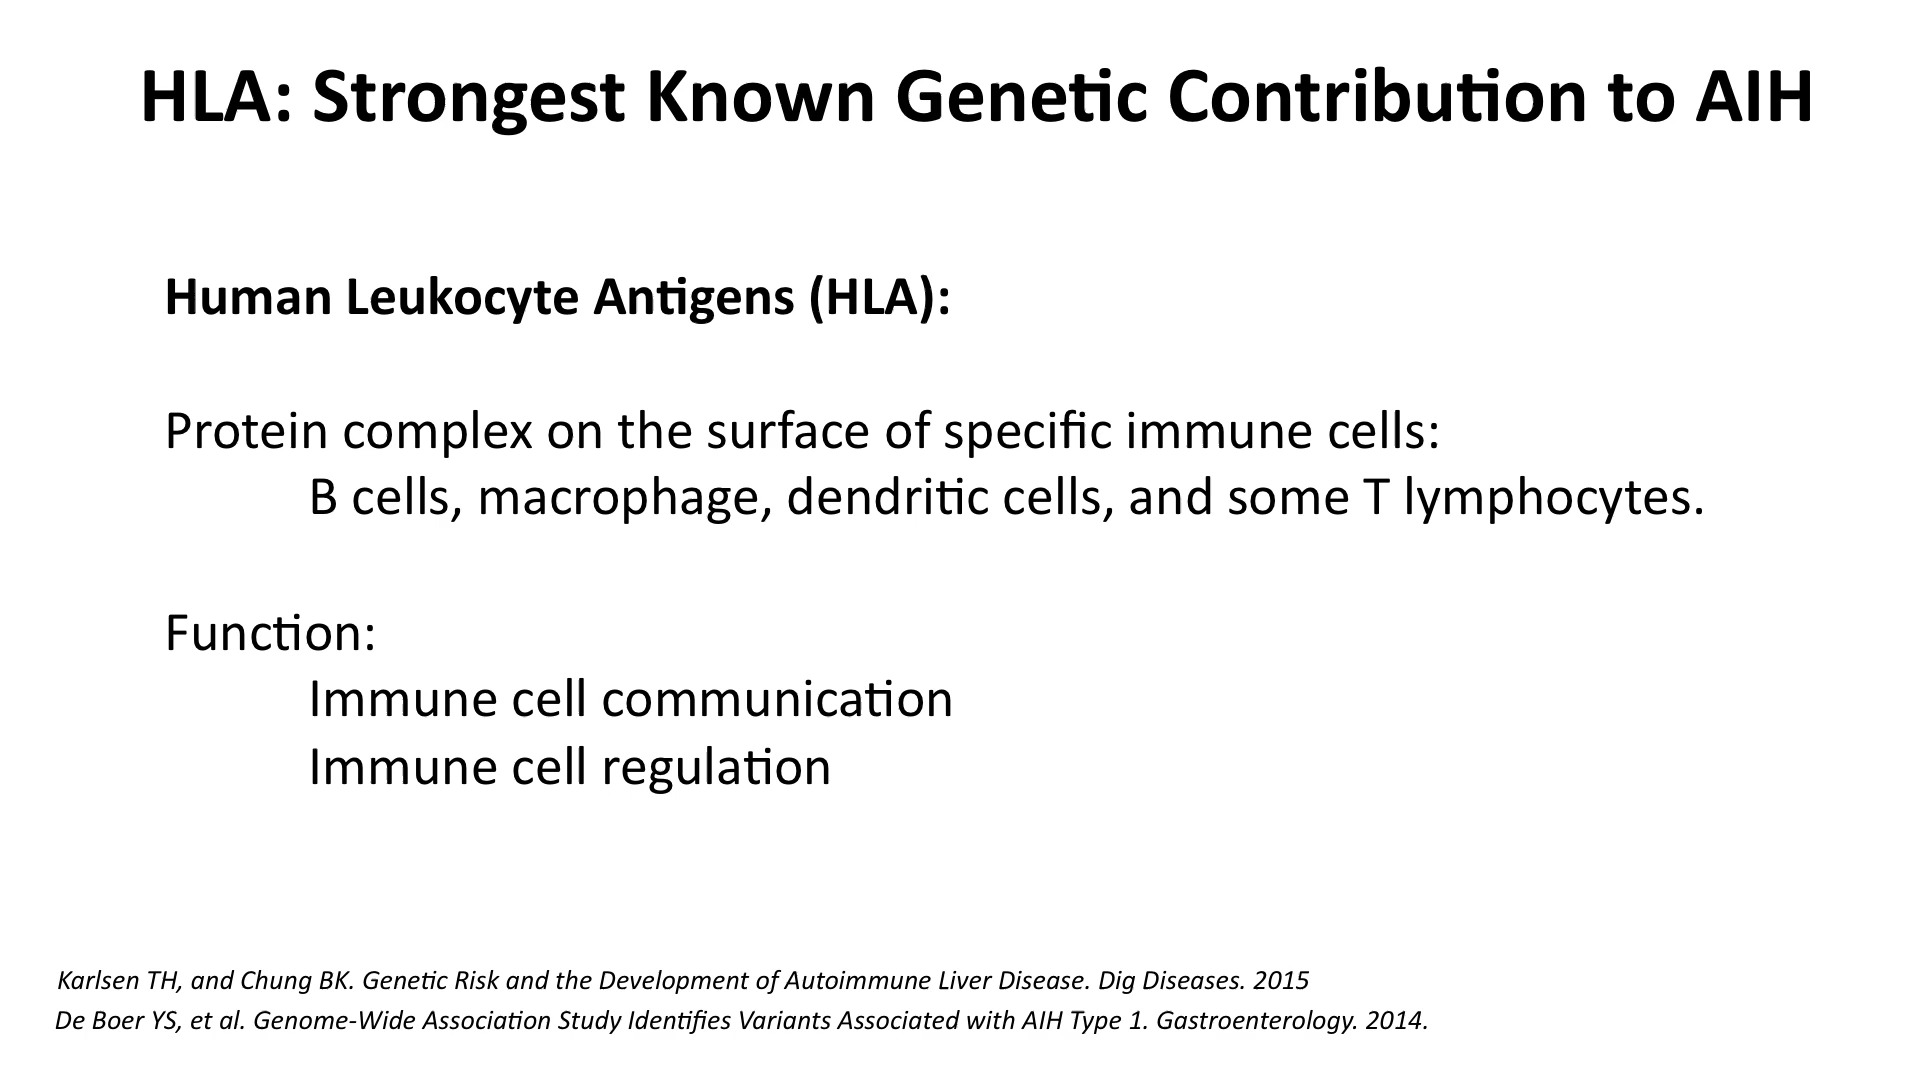 HLA: Strongest Known Genetic Contribution to AIH
Human Leukocyte Antigens (HLA):
Protein complex on the surface of specific immune cells:
B cells, macrophage, dendritic cells, and some T lymphocytes.
Function:
Immune cell communication
Immune cell regulation
Karlsen TH, and Chung BK. Genetic Risk and the Development of Autoimmune Liver Disease. Dig Diseases. 2015
De Boer YS, et al. Genome-Wide Association Study Identifies Variants Associated with AIH Type 1. Gastroenterology. 2014.